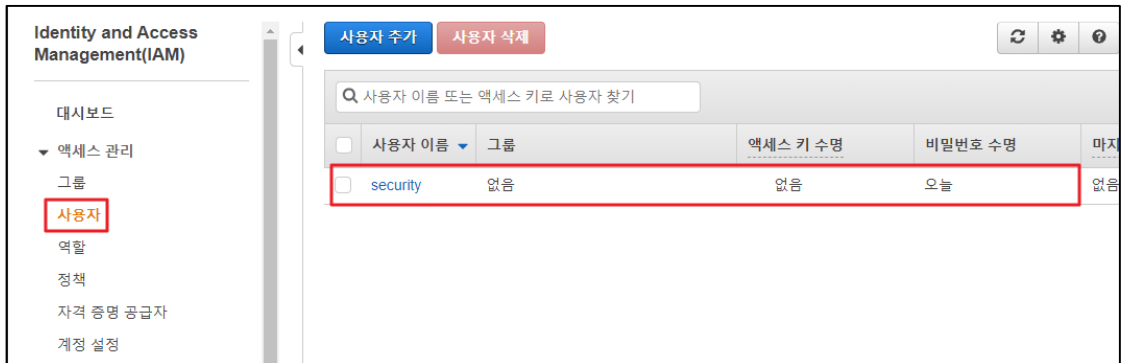 Identity and Access
Management(IAM)
대시보드
액세스 관리
그룹
사용자
역할
정책
자격 증명 공급자
계정 설정
사용자 추가 사용자 삭제
사용자 이름 또는 액세스 키로 사용자 찾기
사용자 이름 그룹 액세스 키 수명 비밀번호 수명 마지
security 없음 없음 오늘 없음